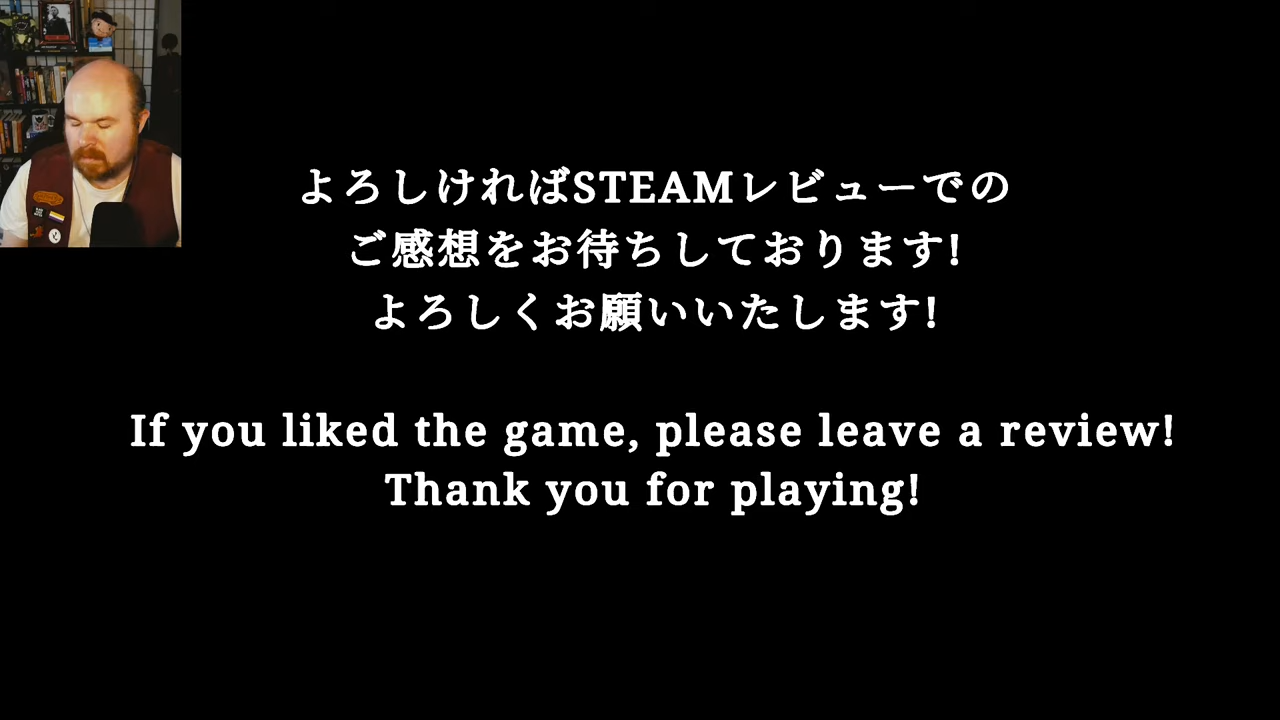 よろしければSTEAMレビューでの
ご感想をお待ちしております!
よろしくお願いいたします!
If you liked the game, please leave a review!
Thank you for playing!